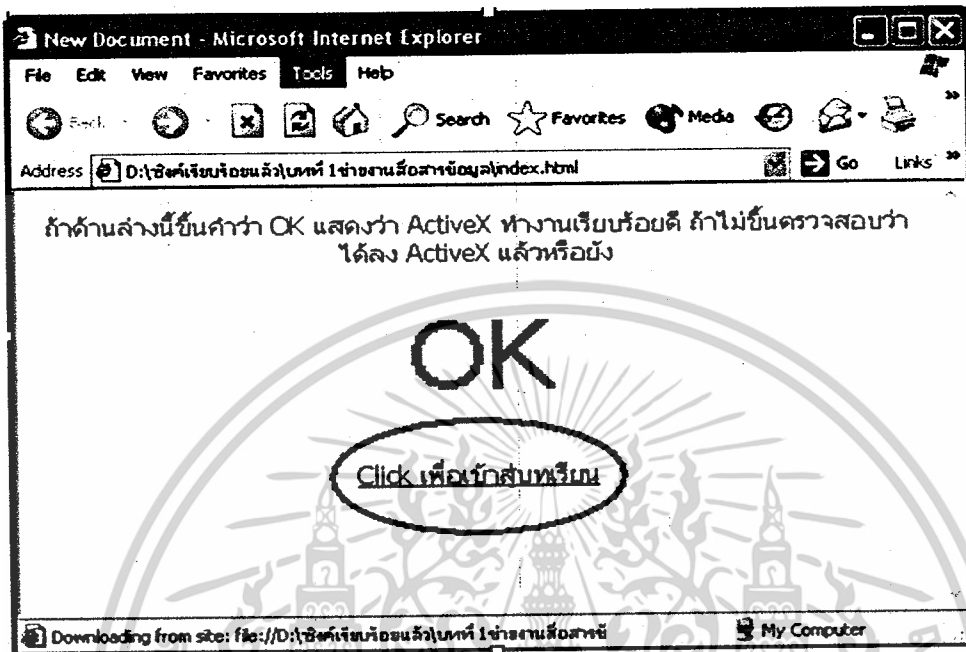 New Document - Microsoft Internet Explorer
File Edit View Favorites Tools Help
Back Search Favorites Media
Address D:\ซิงค์เรียบร้อยแล้ว\บทที่ 1ข่ายงานสื่อสารข้อมูล\index.html Go Links
ถ้าด้านล่างนี้ขึ้นคำว่า OK แสดงว่า ActiveX ทำงานเรียบร้อยดี ถ้าไม่ขึ้นตรวจสอบว่า
ได้ลง ActiveX แล้วหรือยัง
OK
Click เพื่อเข้าสู่บทเรียน
Downloading from site: file://D:\ซิงค์เรียบร้อยแล้ว\บทที่ 1ข่ายงานสื่อสารข้ My Computer